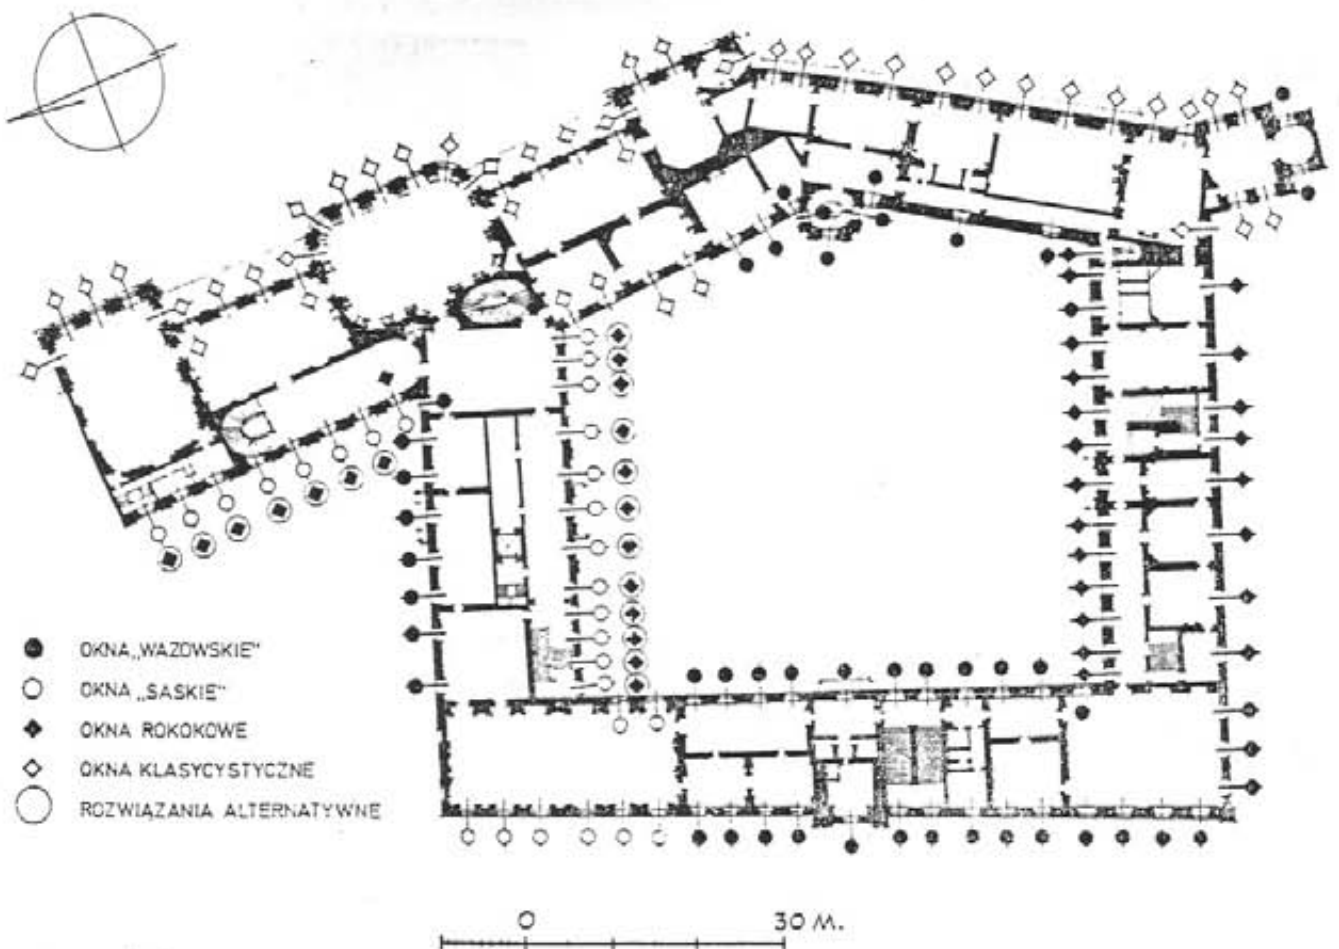 OKNA „WAZOWSKIE"
OKNA „SASKIE"
OKNA ROKOKOWE
OKNA KLASYCYSTYCZNE
ROZWIĄZANIA ALTERNATYWNE
0 30 M.